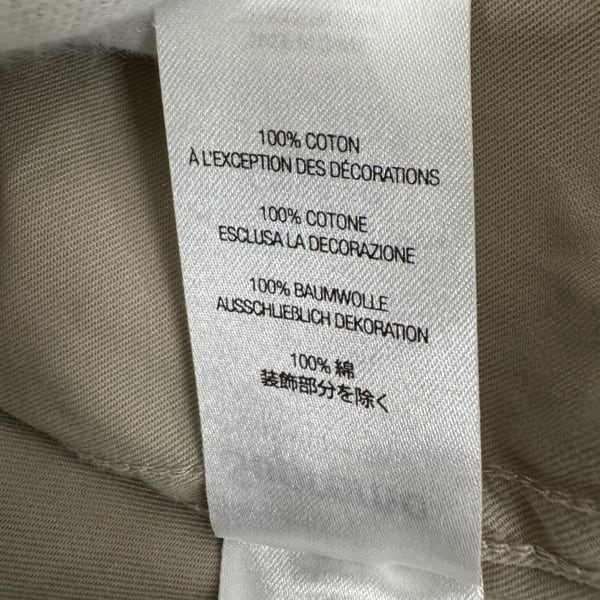 100% COTON
À L'EXCEPTION DES DÉCORATIONS
100% COTONE
ESCLUSA LA DECORAZIONE
100% BAUMWOLLE
AUSSCHLIEßLICH DEKORATION
100% 綿
装飾部分を除く